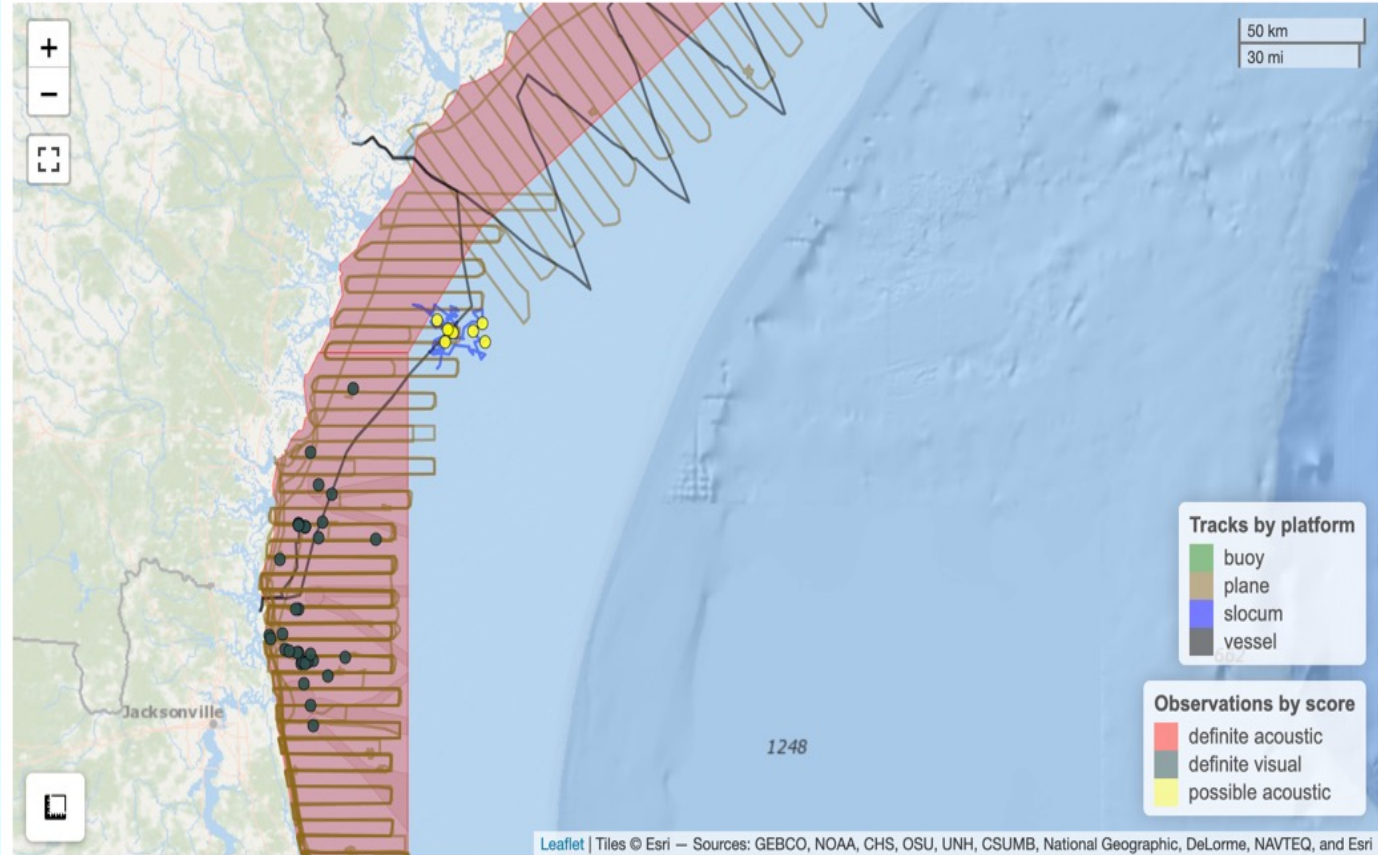 +
−
50 km
30 mi
Jacksonville
1248
Tracks by platform
buoy
plane
slocum
vessel
662
Observations by score
definite acoustic
definite visual
possible acoustic
Leaflet | Tiles © Esri — Sources: GEBCO, NOAA, CHS, OSU, UNH, CSUMB, National Geographic, DeLorme, NAVTEQ, and Esri